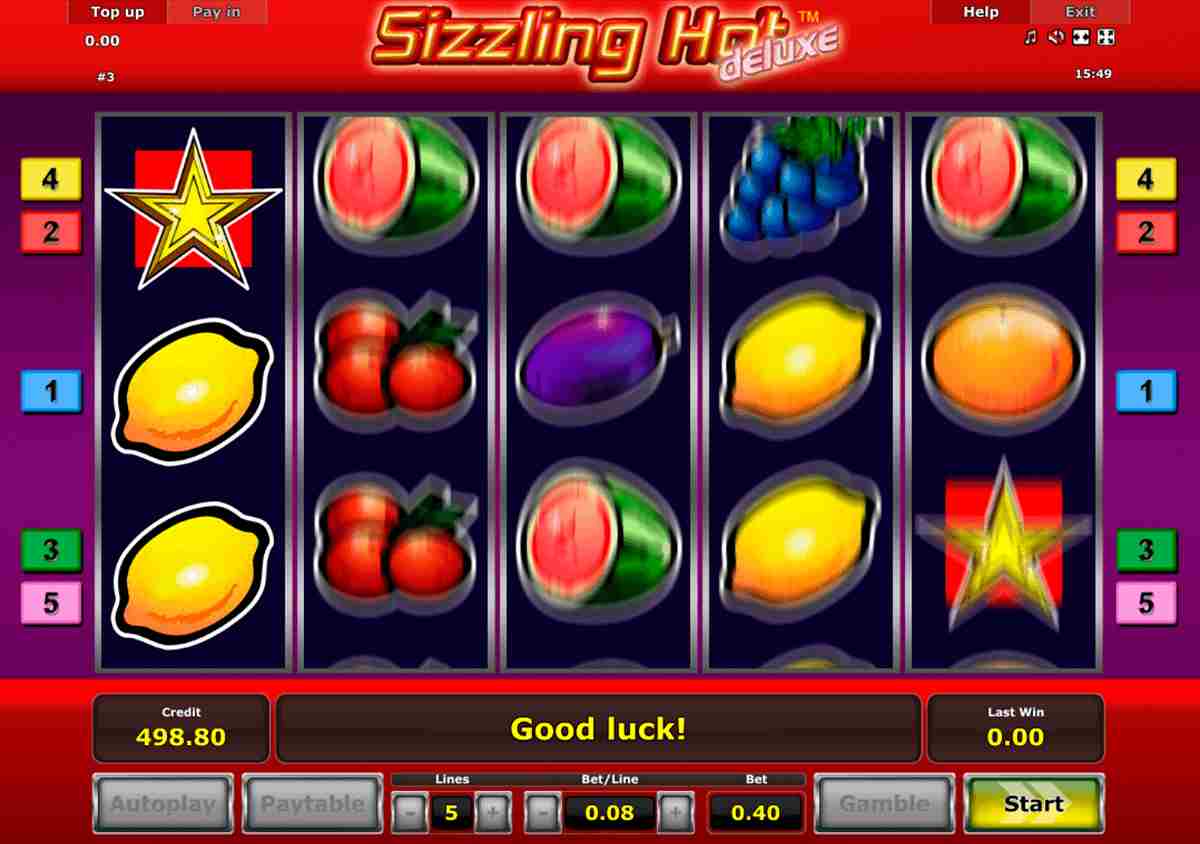 Top up Pay in
Sizzling Hot™
deluxe
Help Exit
0.00
#3
15:49
4 4
2 2
1 1
3 3
5 5
Credit
498.80
Good luck!
Last Win
0.00
Autoplay
Paytable
Lines Bet/Line Bet
- 5 + - 0.08 + 0.40
Gamble
Start